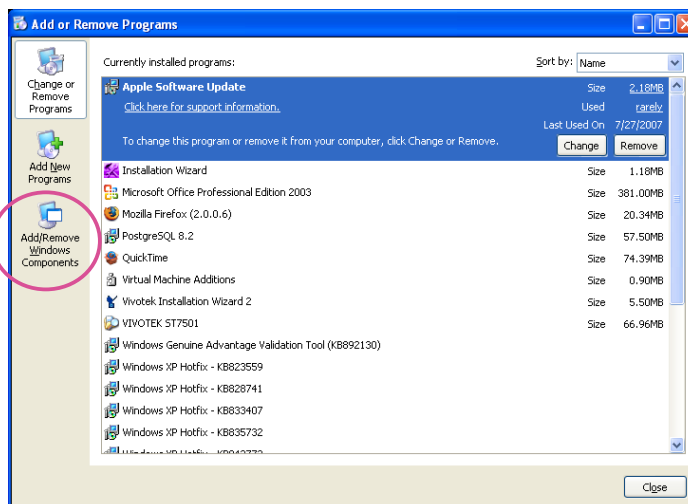 Add or Remove Programs
Change or
Remove
Programs
Add New
Programs
Add/Remove
Windows
Components
Currently installed programs:
Sort by: Name
Apple Software Update Size 2.18MB
Click here for support information. Used rarely
Last Used On 7/27/2007
To change this program or remove it from your computer, click Change or Remove. Change Remove
Installation Wizard Size 1.18MB
Microsoft Office Professional Edition 2003 Size 381.00MB
Mozilla Firefox (2.0.0.6) Size 20.34MB
PostgreSQL 8.2 Size 57.50MB
QuickTime Size 74.39MB
Virtual Machine Additions Size 0.90MB
Vivotek Installation Wizard 2 Size 5.50MB
VIVOTEK ST7501 Size 66.96MB
Windows Genuine Advantage Validation Tool (KB892130)
Windows XP Hotfix - KB823559
Windows XP Hotfix - KB828741
Windows XP Hotfix - KB833407
Windows XP Hotfix - KB835732
Windows XP Hotfix
Close